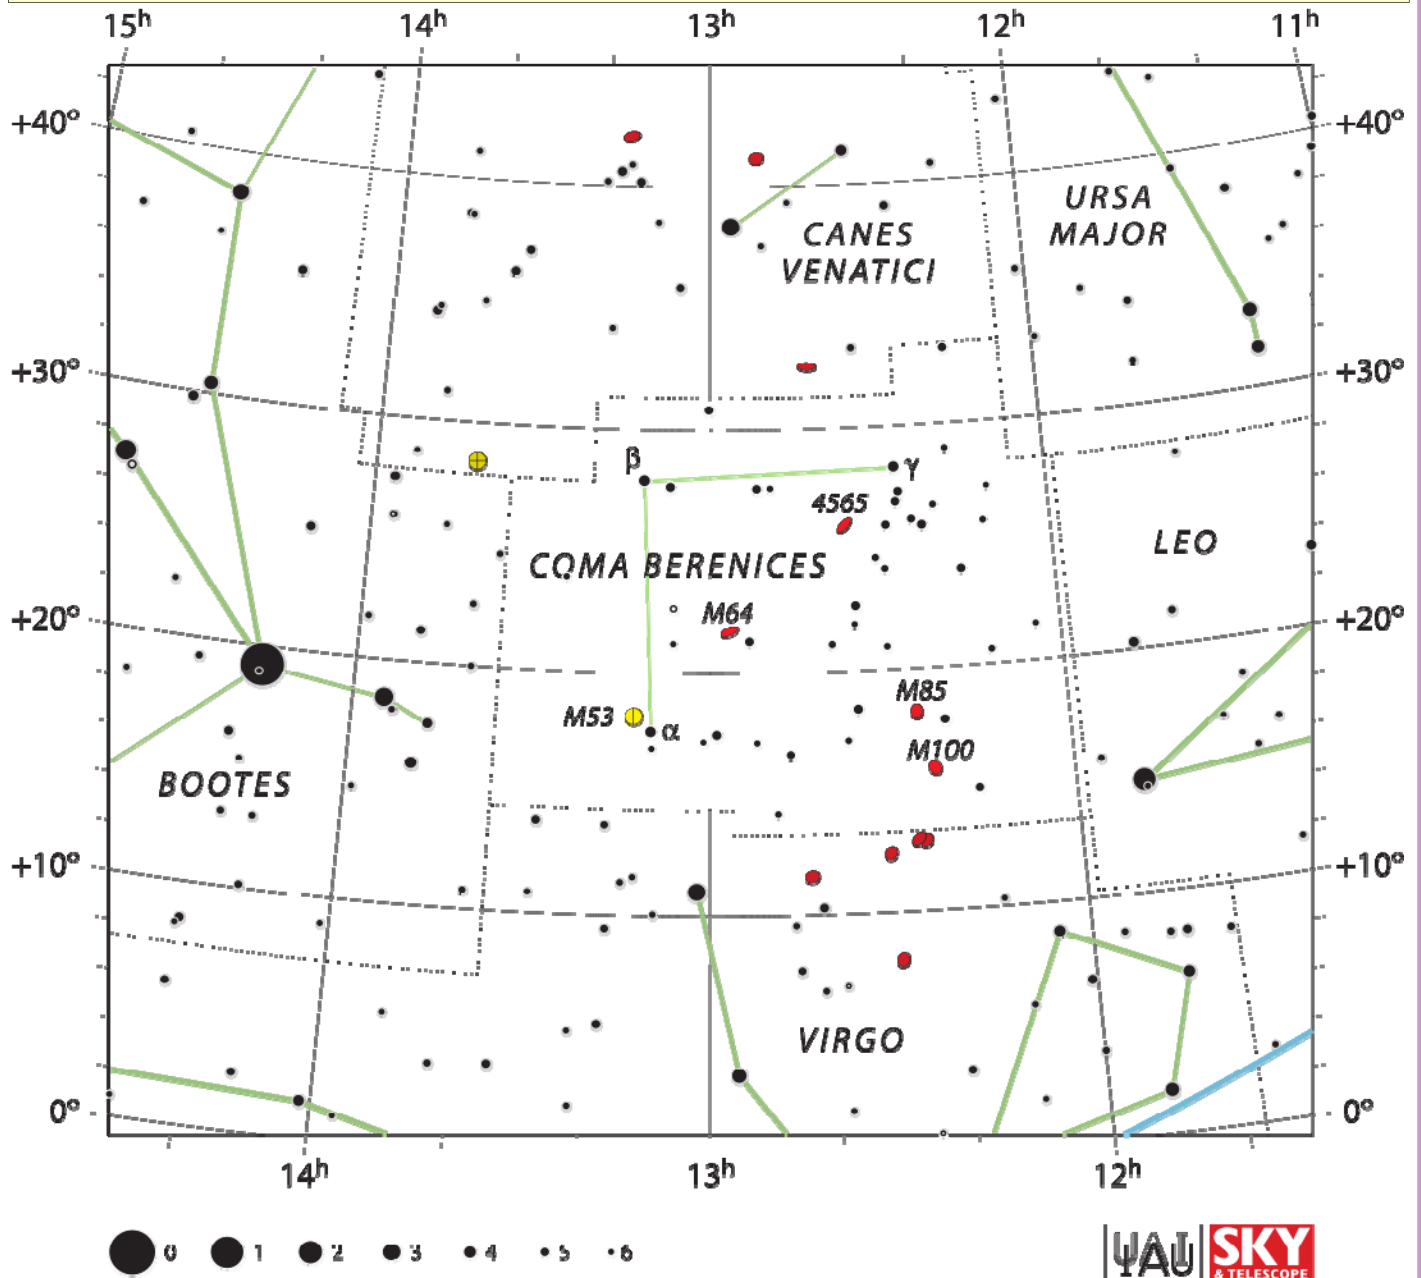 15h 14h 13h 12h 11h
+40° +40°
URSA
MAJOR
CANES
VENATICI
+30° +30°
β γ
4565
LEO
COMA BERENICES
M64
+20° +20°
M85
M53 α
M100
BOOTES
+10° +10°
VIRGO
0° 0°
14h 13h 12h
0 1 2 3 4 5 6
IAU
SKY
& TELESCOPE